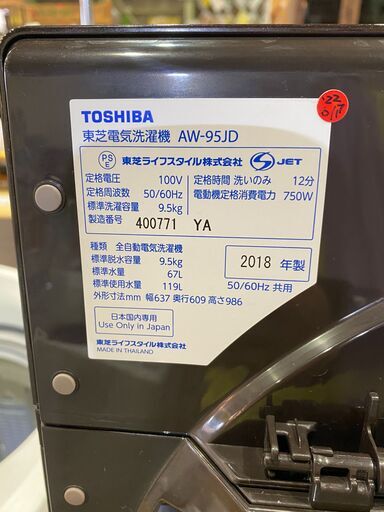 TOSHIBA
東芝電気洗濯機 AW-95JD
PSE 東芝ライフスタイル株式会社 S JET
定格電圧 100V 定格時間 洗いのみ 12分
定格周波数 50/60Hz 電動機定格消費電力 750W
標準洗濯容量 9.5kg
製造番号 400771 YA
種類 全自動電気洗濯機
標準脱水容量 9.5kg 2018 年製
標準水量 67L
標準使用水量 119L 50/60Hz 共用
外形寸法mm 幅637 奥行609 高さ986
日本国内専用
Use Only in Japan
東芝ライフスタイル株式会社
MADE IN THAILAND